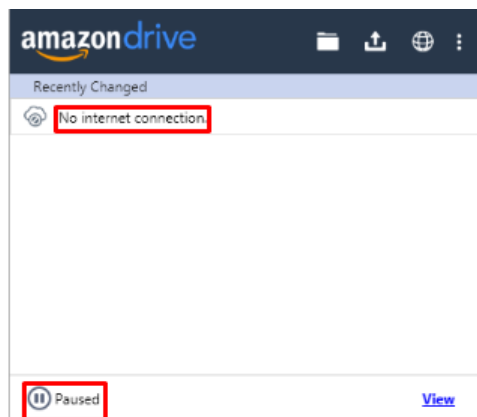 amazon drive
Recently Changed
No internet connection.
Paused
View